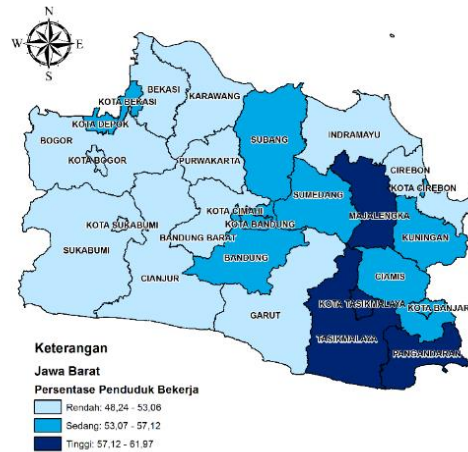 N
W E
S
BEKASI
KOTA BEKASI
KARAWANG
KOTA DEPOK
SUBANG
INDRAMAYU
BOGOR
KOTA BOGOR
PURWAKARTA
CIREBON
KOTA CIREBON
SUMEDANG
KOTA CIMAHI
MAJALENGKA
KOTA SUKABUMI
KOTA BANDUNG
BANDUNG BARAT
KUNINGAN
SUKABUMI
BANDUNG
CIAMIS
CIANJUR
KOTA TASIKMALAYA
KOTA BANJAR
GARUT
TASIKMALAYA
PANGANDARAN
Keterangan
Jawa Barat
Persentase Penduduk Bekerja
Rendah: 48,24 - 53,06
Sedang: 53,07 - 57,12
Tinggi: 57,12 - 61,97